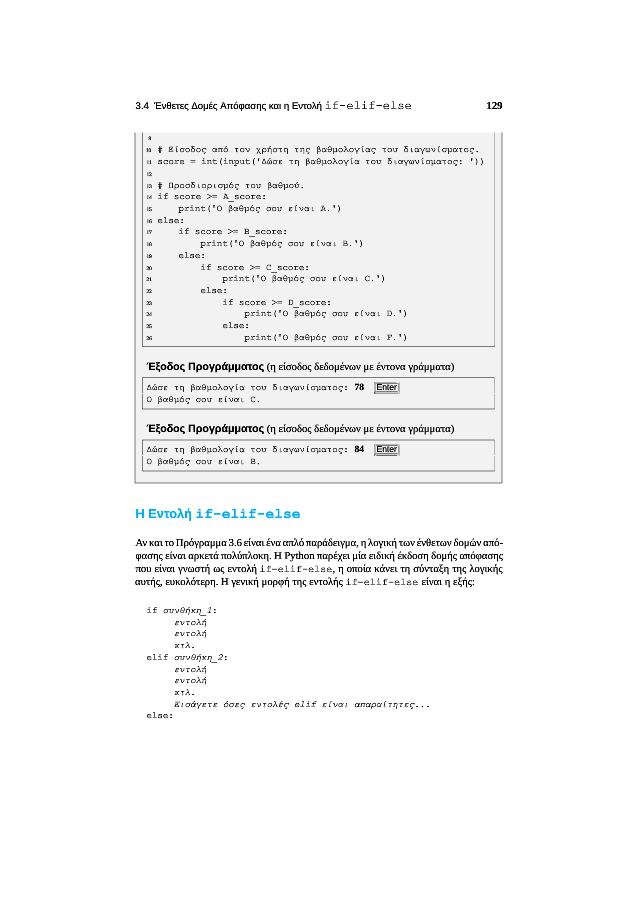 3.4 Ένθετες Δομές Απόφασης και η Εντολή if-elif-else 129
9
10 # Είσοδος από τον χρήστη της βαθμολογίας του διαγωνίσματος.
11 score = int(input('Δώσε τη βαθμολογία του διαγωνίσματος: '))
12
13 # Προσδιορισμός του βαθμού.
14 if score >= A_score:
15     print('Ο βαθμός σου είναι A.')
16 else:
17     if score >= B_score:
18         print('Ο βαθμός σου είναι B.')
19     else:
20         if score >= C_score:
21             print('Ο βαθμός σου είναι C.')
22         else:
23             if score >= D_score:
24                 print('Ο βαθμός σου είναι D.')
25             else:
26                 print('Ο βαθμός σου είναι F.')
Έξοδος Προγράμματος (η είσοδος δεδομένων με έντονα γράμματα)
Δώσε τη βαθμολογία του διαγωνίσματος: 78 Enter
Ο βαθμός σου είναι C.
Έξοδος Προγράμματος (η είσοδος δεδομένων με έντονα γράμματα)
Δώσε τη βαθμολογία του διαγωνίσματος: 84 Enter
Ο βαθμός σου είναι B.
Η Εντολή if-elif-else
Αν και το Πρόγραμμα 3.6 είναι ένα απλό παράδειγμα, η λογική των ένθετων δομών από-
φασης είναι αρκετά πολύπλοκη. Η Python παρέχει μία ειδική έκδοση δομής απόφασης
που είναι γνωστή ως εντολή if-elif-else, η οποία κάνει τη σύνταξη της λογικής
αυτής, ευκολότερη. Η γενική μορφή της εντολής if-elif-else είναι η εξής:
if συνθήκη_1:
    εντολή
    εντολή
    κτλ.
elif συνθήκη_2:
    εντολή
    εντολή
    κτλ.
    Εισάγετε όσες εντολές elif είναι απαραίτητες...
else: